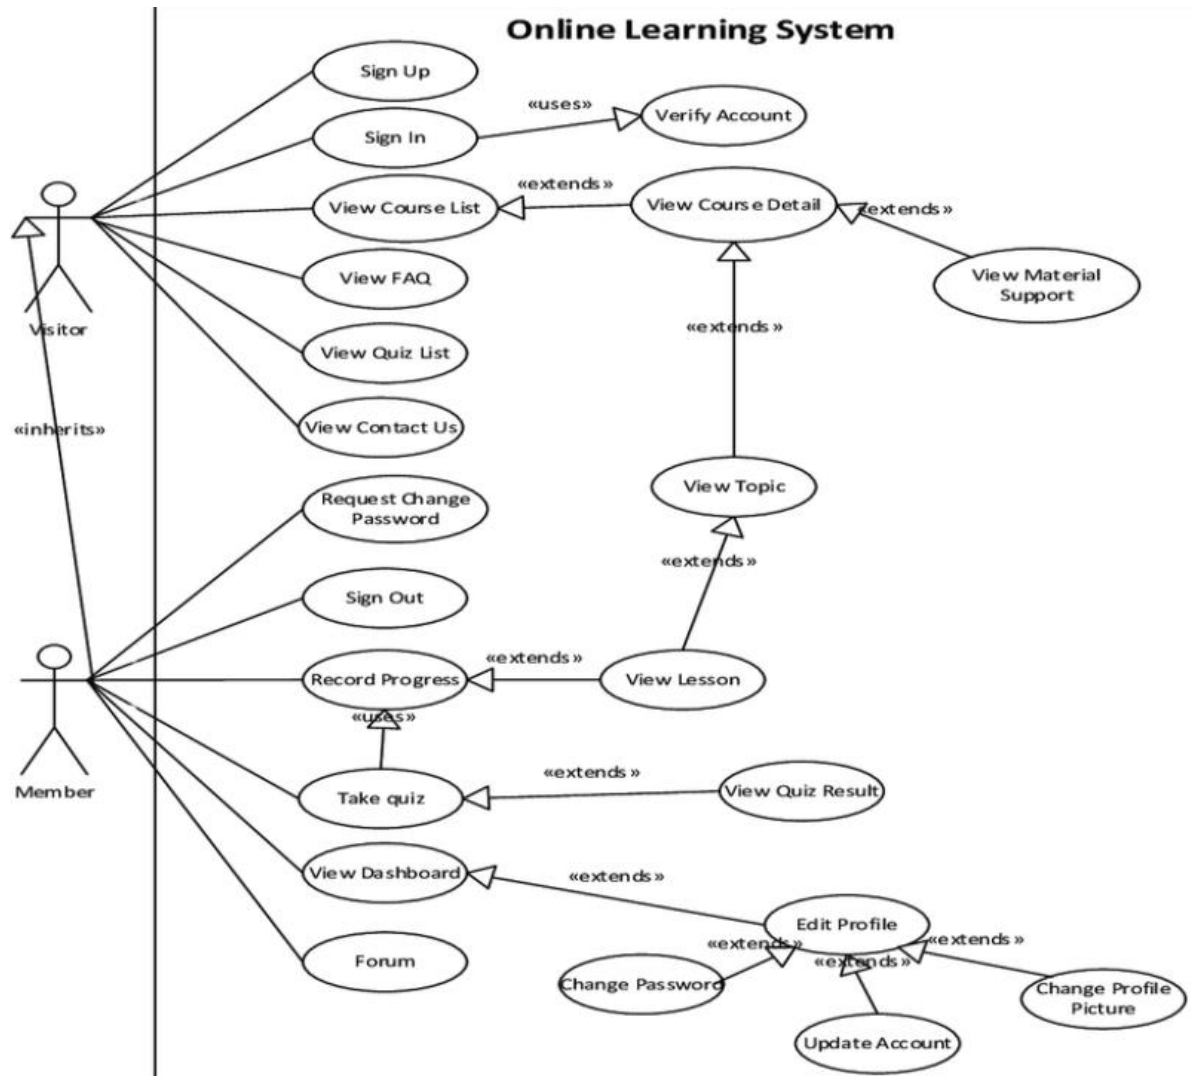 Online Learning System
Sign Up
«uses»
Verify Account
Sign In
«extends»
View Course List
View Course Detail
«extends»
View FAQ
View Material
Support
Visitor
«extends»
View Quiz List
View Contact Us
«inherits»
Request Change
Password
View Topic
«extends»
Sign Out
«extends»
Record Progress
View Lesson
«uses»
Member
«extends»
Take quiz
View Quiz Result
View Dashboard
«extends»
Edit Profile
«extends»
«extends»
«extends»
Forum
Change Password
Change Profile
Picture
Update Account